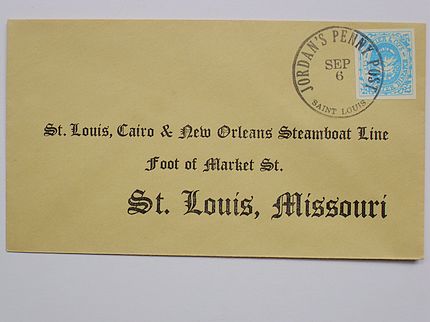 JORDAN'S PENNY POST
SEP
6
SAINT LOUIS
St. Louis, Cairo & New Orleans Steamboat Line
Foot of Market St.
St. Louis, Missouri